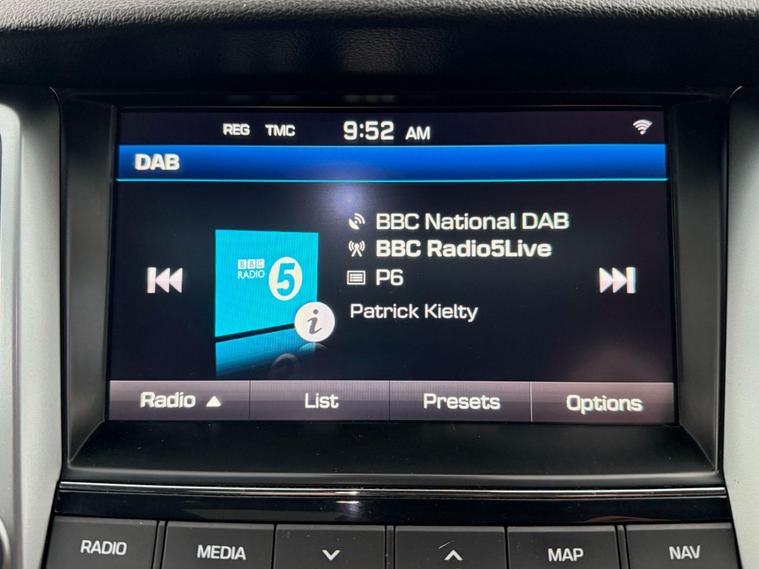 REG TMC 9:52 AM
DAB
BBC National DAB
BBC Radio5Live
P6
Patrick Kielty
BBC
RADIO 5
i
Radio List Presets Options
RADIO MEDIA MAP NAV